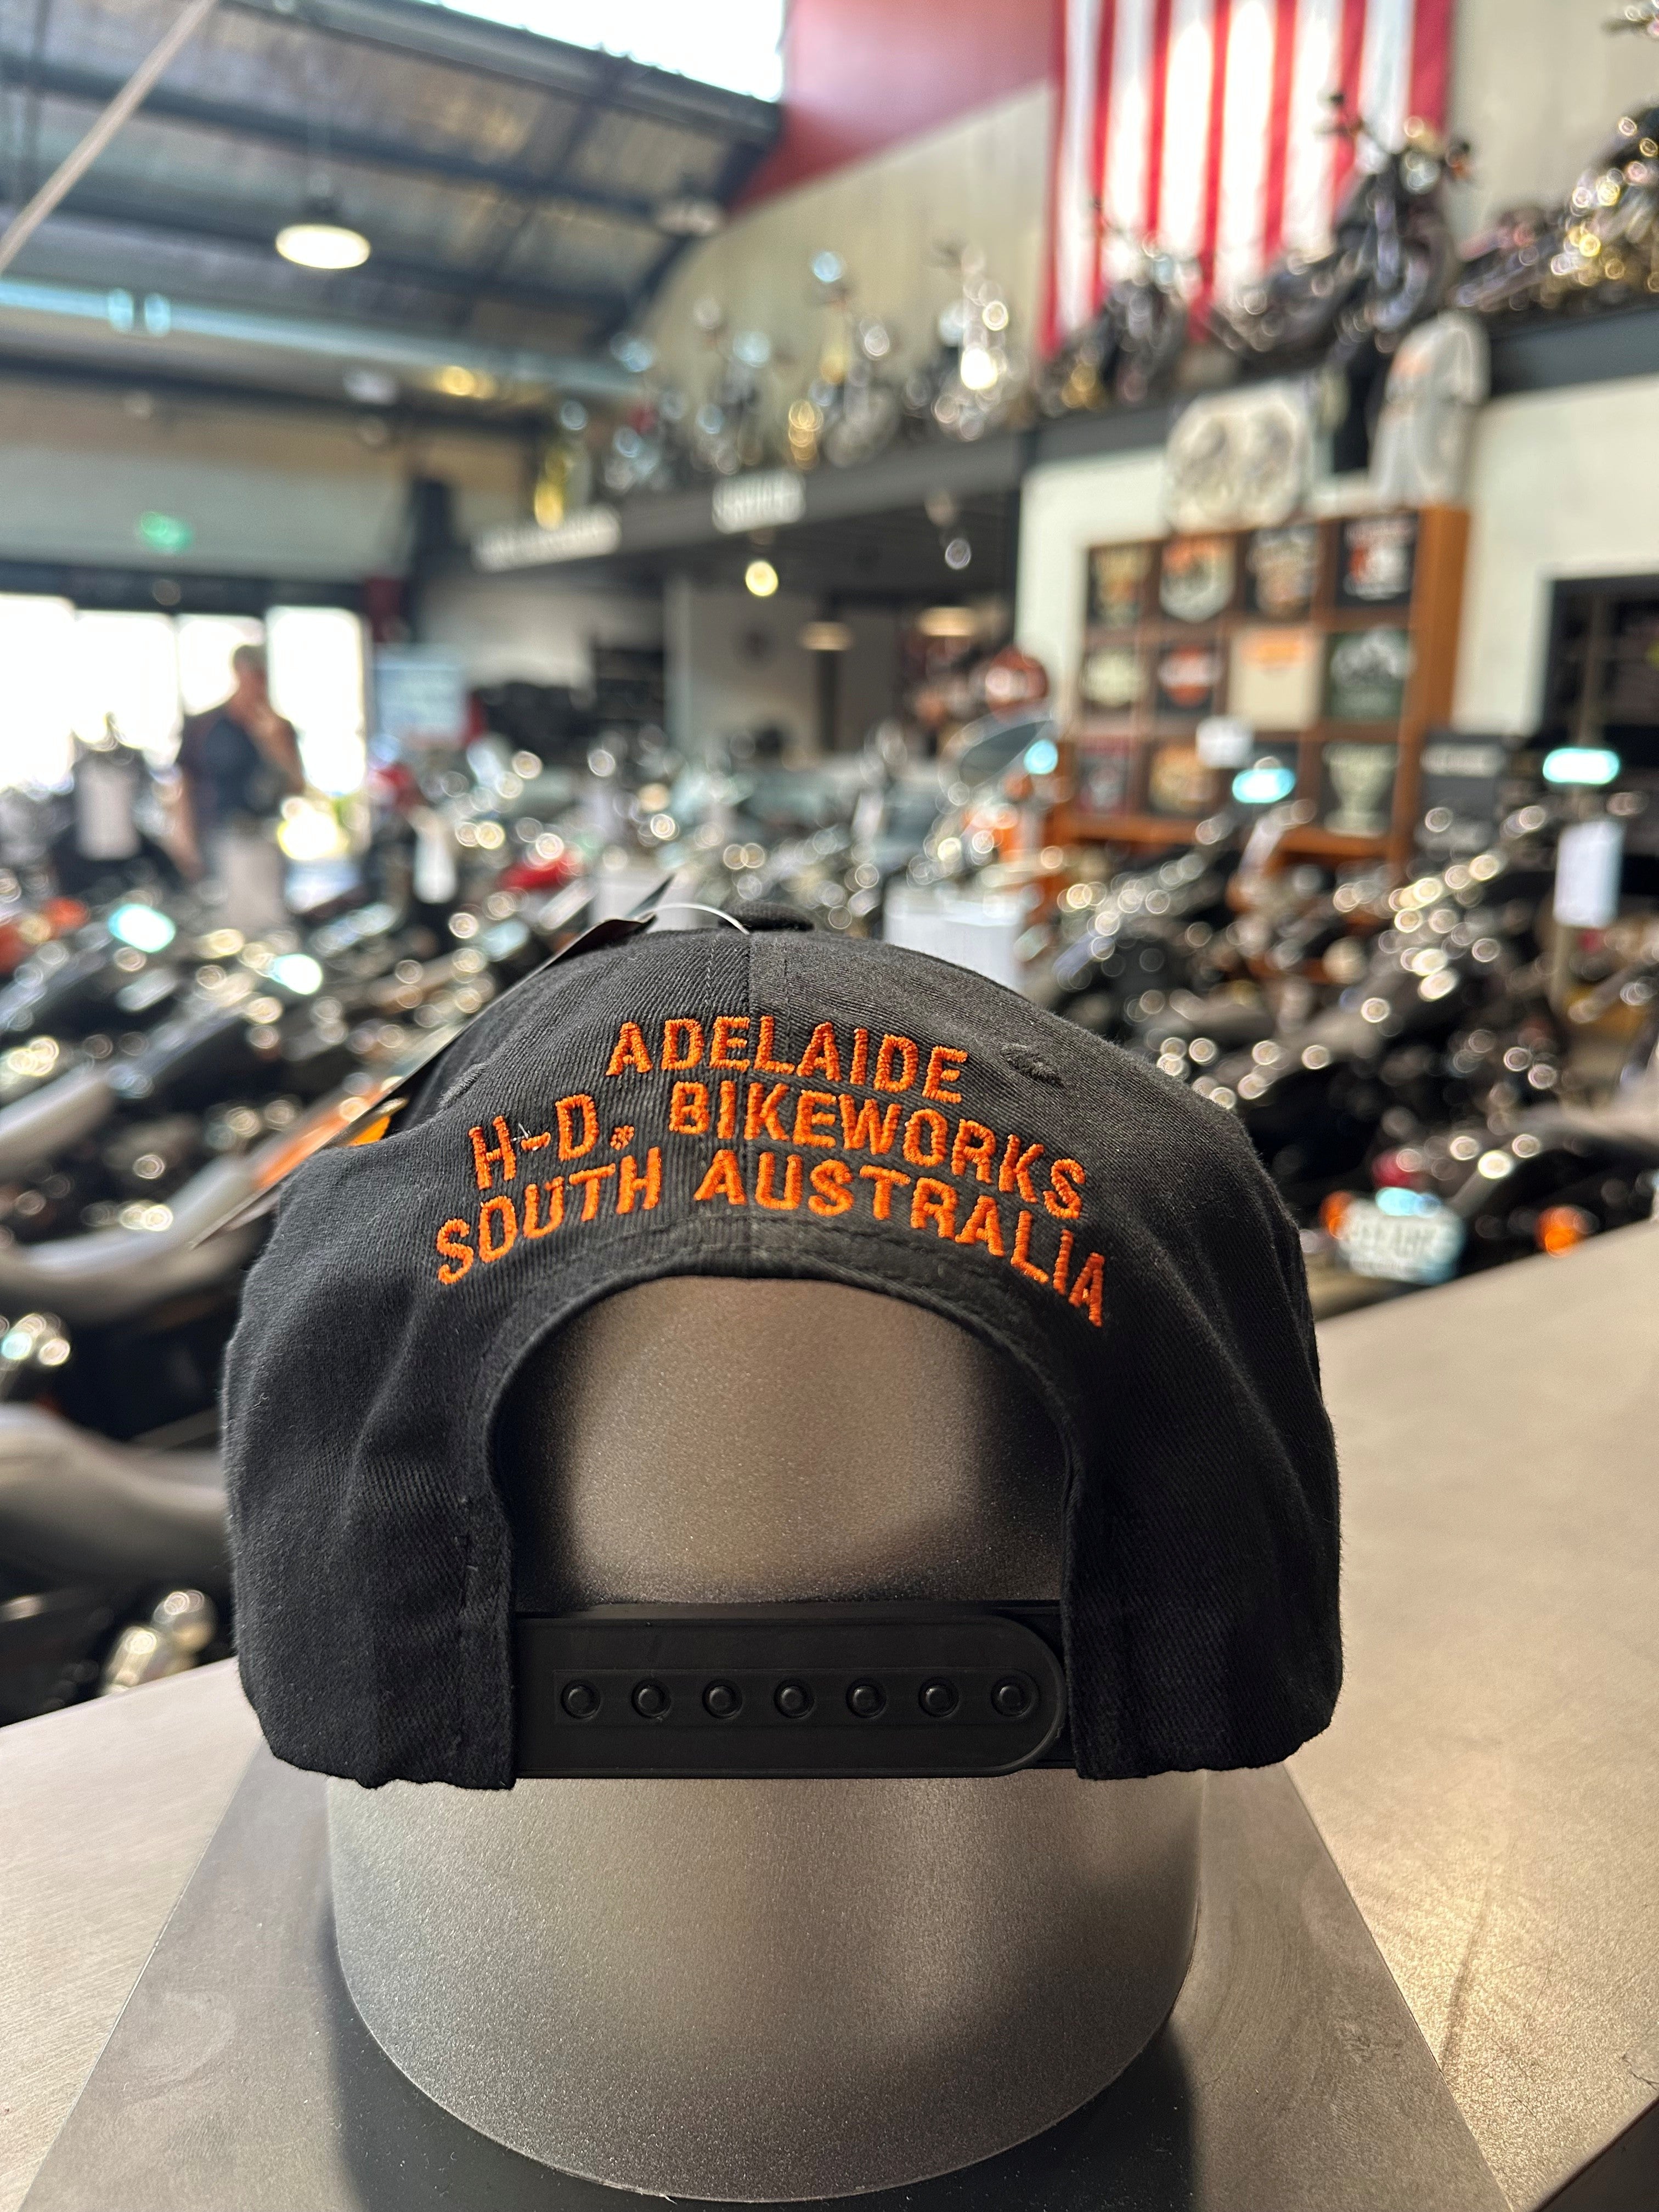 ADELAIDE
H-D. BIKEWORKS
SOUTH AUSTRALIA